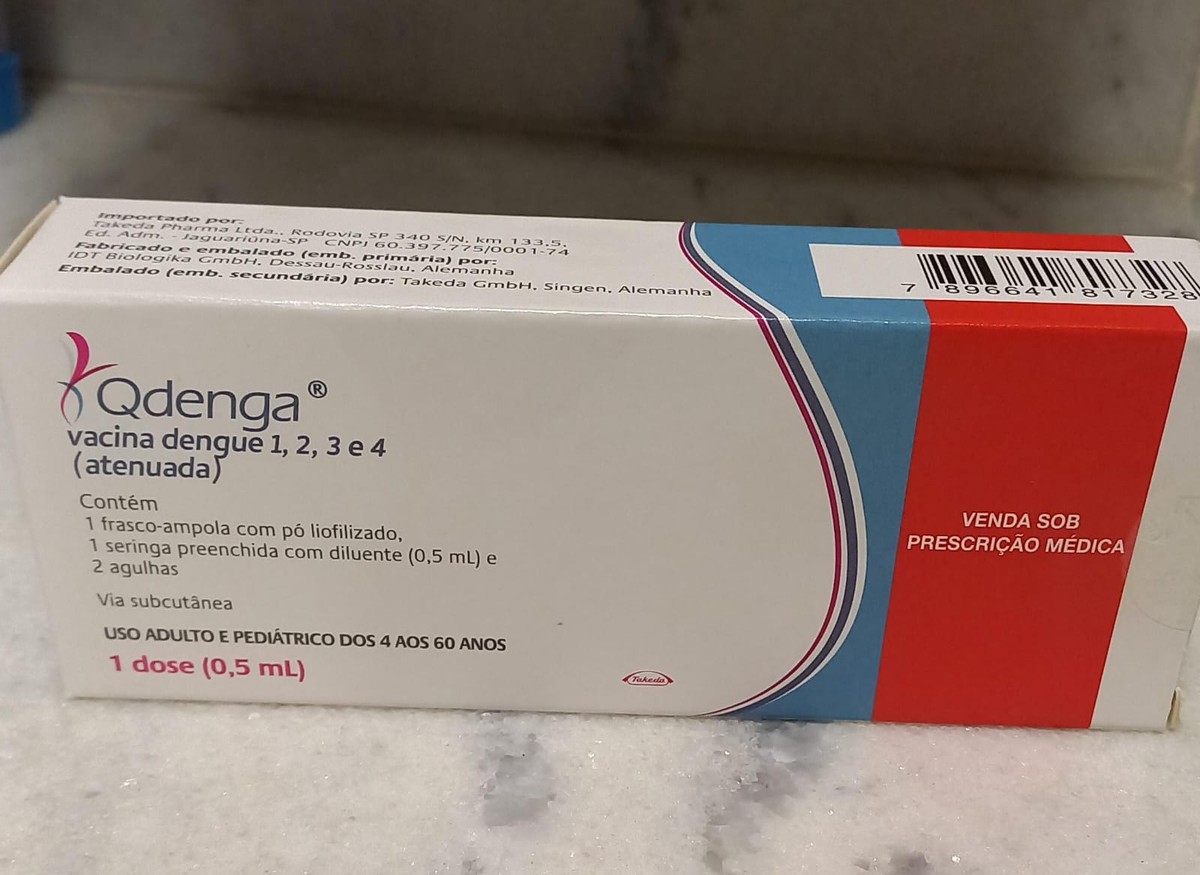 Importado por:
Takeda Pharma Ltda., Rodovia SP 340 S/N, km 133,5,
Ed. Adm. - Jaguariúna-SP CNPJ 60.397.775/0001-74
Fabricado e embalado (emb. primária) por:
IDT Biologika GmbH, Dessau-Rosslau, Alemanha
Embalado (emb. secundária) por: Takeda GmbH, Singen, Alemanha
7 896641 817328
Qdenga®
vacina dengue 1, 2, 3 e 4
(atenuada)
Contém
1 frasco-ampola com pó liofilizado,
1 seringa preenchida com diluente (0,5 mL) e
2 agulhas
Via subcutânea
USO ADULTO E PEDIÁTRICO DOS 4 AOS 60 ANOS
1 dose (0,5 mL)
Takeda
VENDA SOB
PRESCRIÇÃO MÉDICA